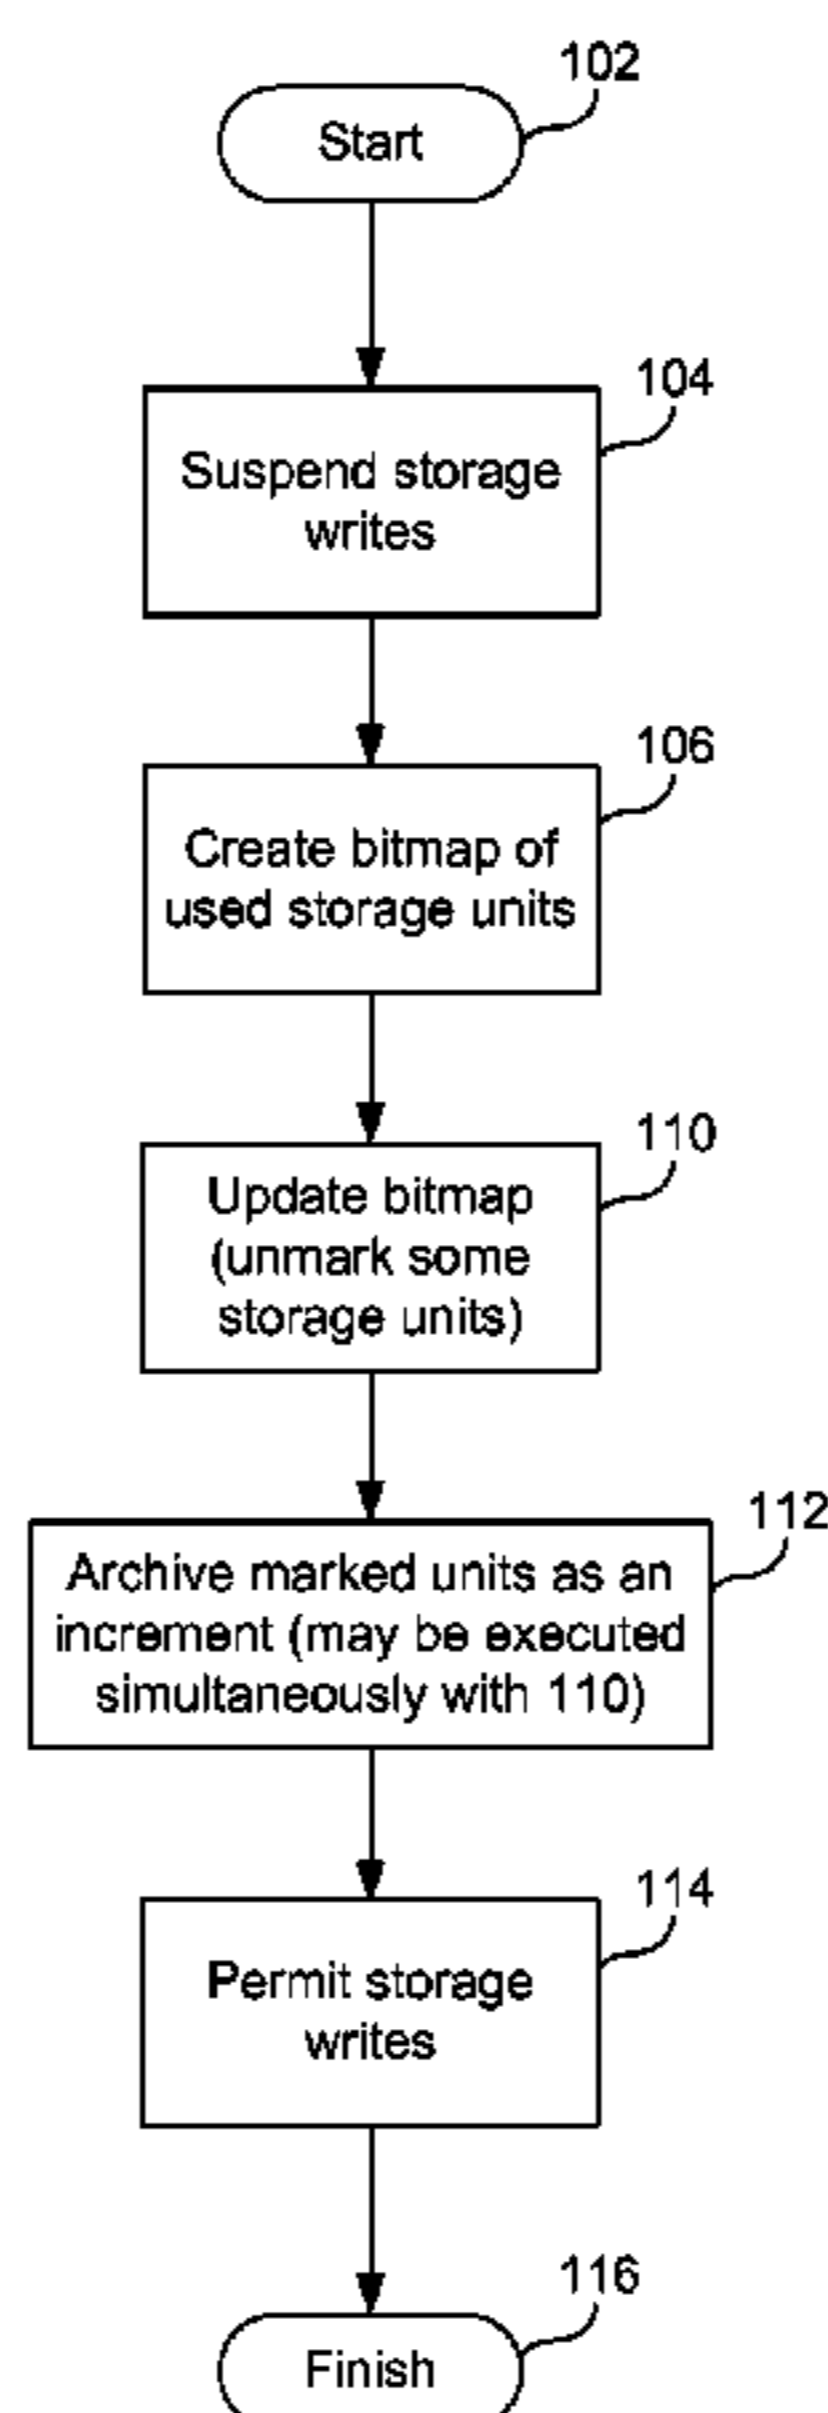 102
Start
104
Suspend storage
writes
106
Create bitmap of
used storage units
110
Update bitmap
(unmark some
storage units)
112
Archive marked units as an
increment (may be executed
simultaneously with 110)
114
Permit storage
writes
116
Finish